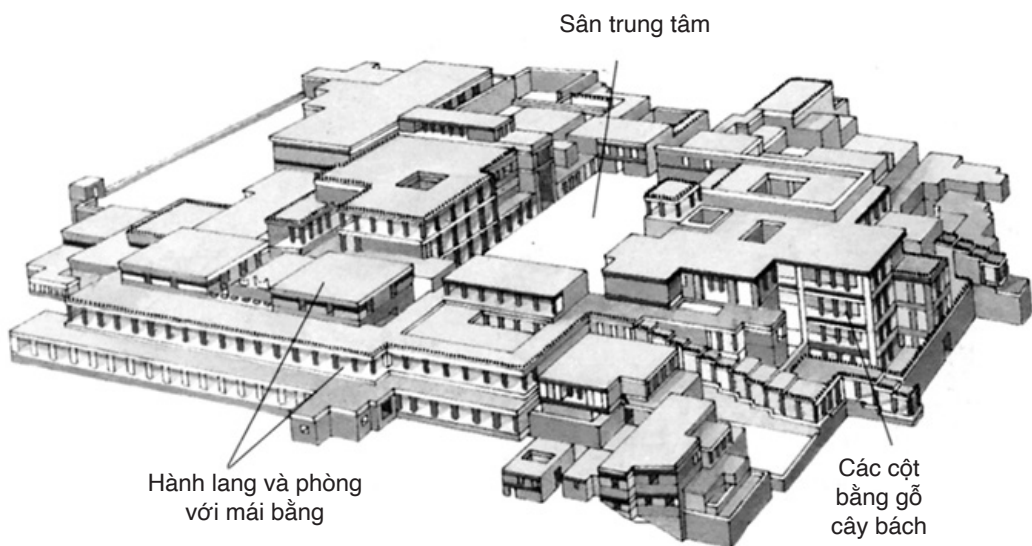 Sân trung tâm
Hành lang và phòng
với mái bằng
Các cột
bằng gỗ
cây bách